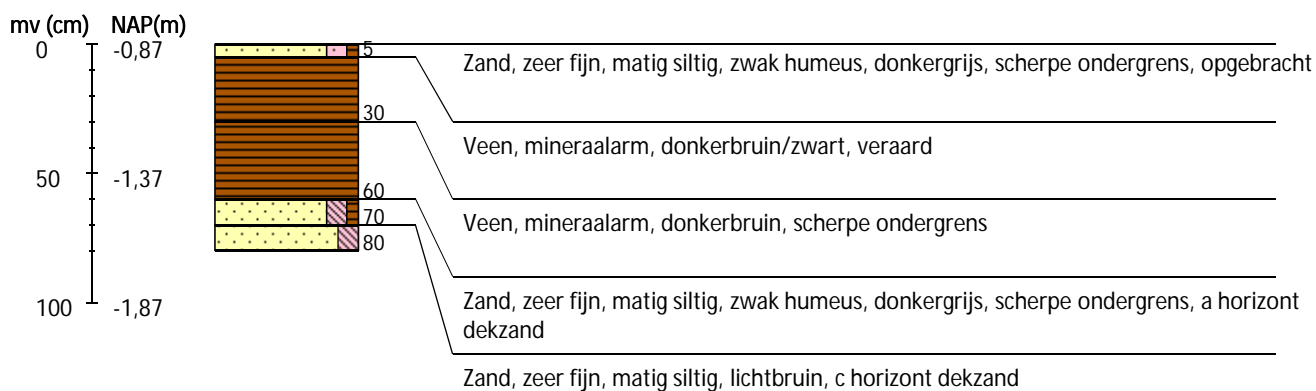 mv (cm) NAP(m)
0 -0,87
5
Zand, zeer fijn, matig siltig, zwak humeus, donkergrijs, scherpe ondergrens, opgebracht
30
Veen, mineraalarm, donkerbruin/zwart, veraard
50 -1,37
60
Veen, mineraalarm, donkerbruin, scherpe ondergrens
70
80
100 -1,87
Zand, zeer fijn, matig siltig, zwak humeus, donkergrijs, scherpe ondergrens, a horizont
dekzand
Zand, zeer fijn, matig siltig, lichtbruin, c horizont dekzand